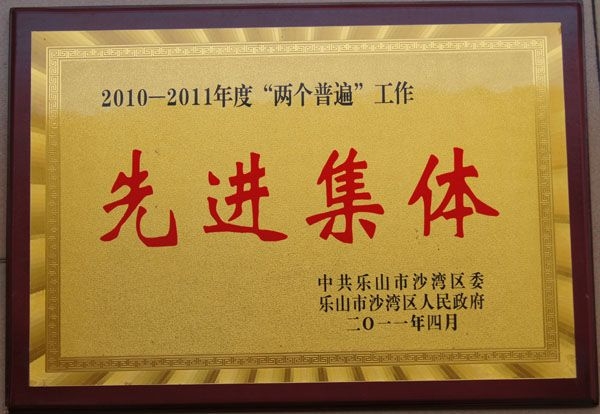 2010—2011年度“两个普遍”工作
先进集体
中共乐山市沙湾区委
乐山市沙湾区人民政府
二〇一一年四月